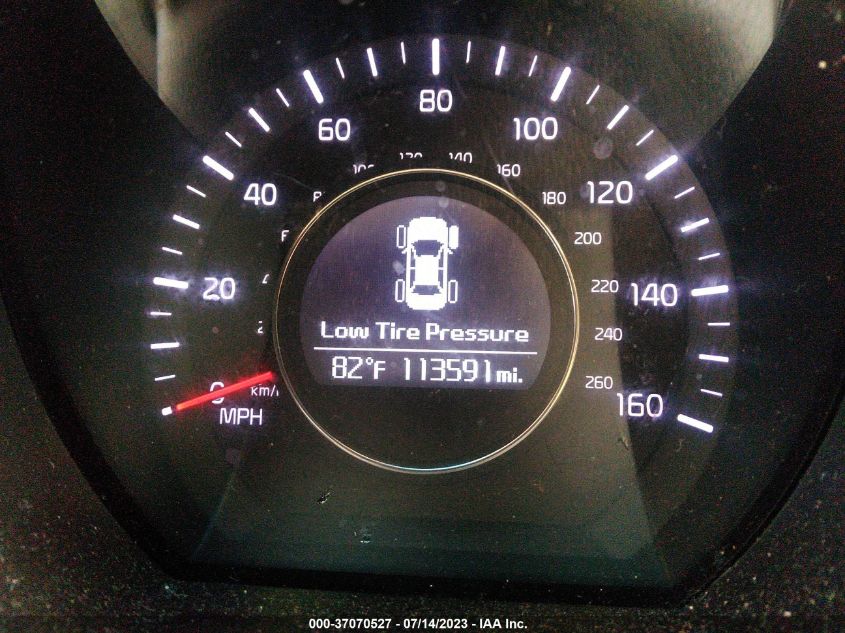 80
60 100
120 140
160
40 180 120
200
20 220 140
Low Tire Pressure
240
82°F 113591 mi.
260
km/ 160
MPH
000-37070527 - 07/14/2023 - IAA Inc.